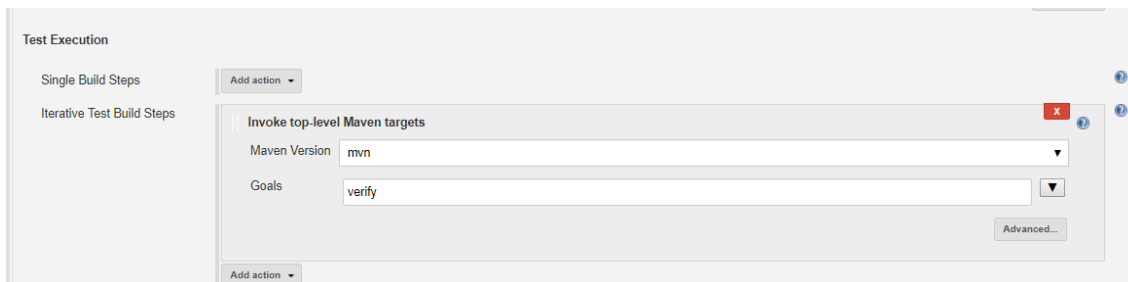 Test Execution
Single Build Steps
Add action
Iterative Test Build Steps
X
Invoke top-level Maven targets
Maven Version
mvn
Goals
verify
Advanced...
Add action